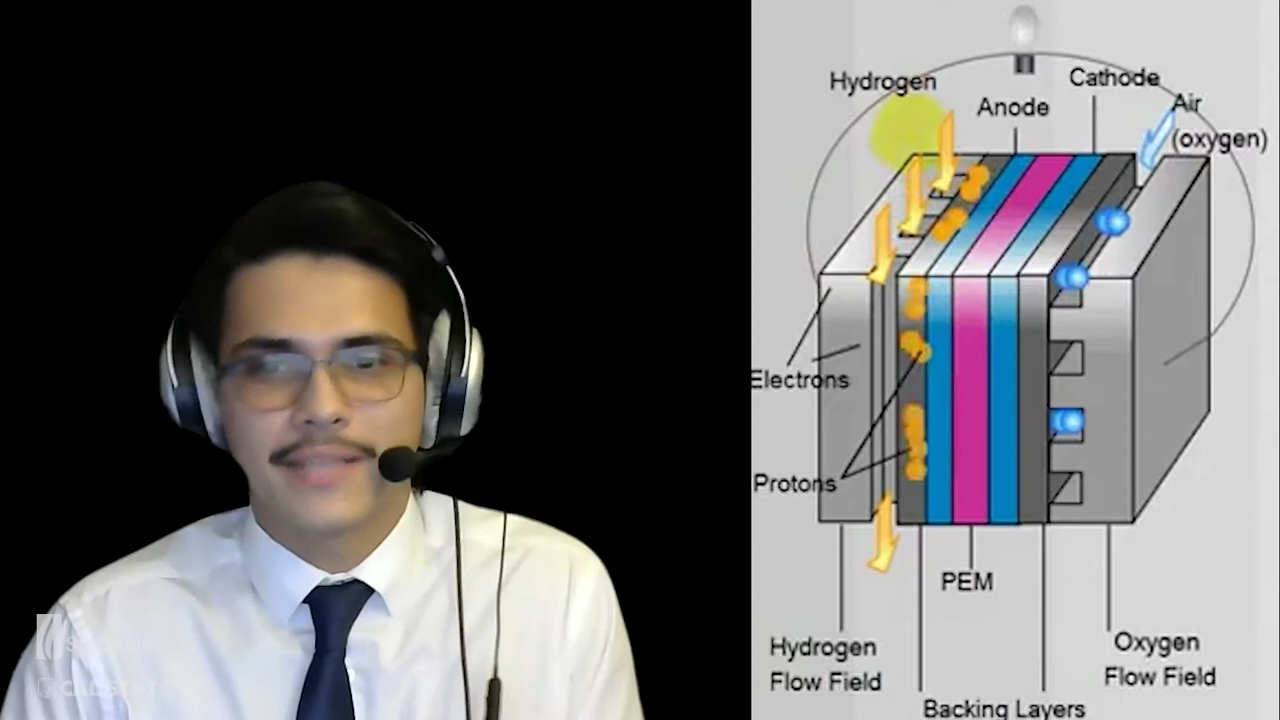 Hydrogen
Cathode
Anode
Air
(oxygen)
Electrons
Protons
PEM
Hydrogen
Flow Field
Oxygen
Flow Field
Backing Layers